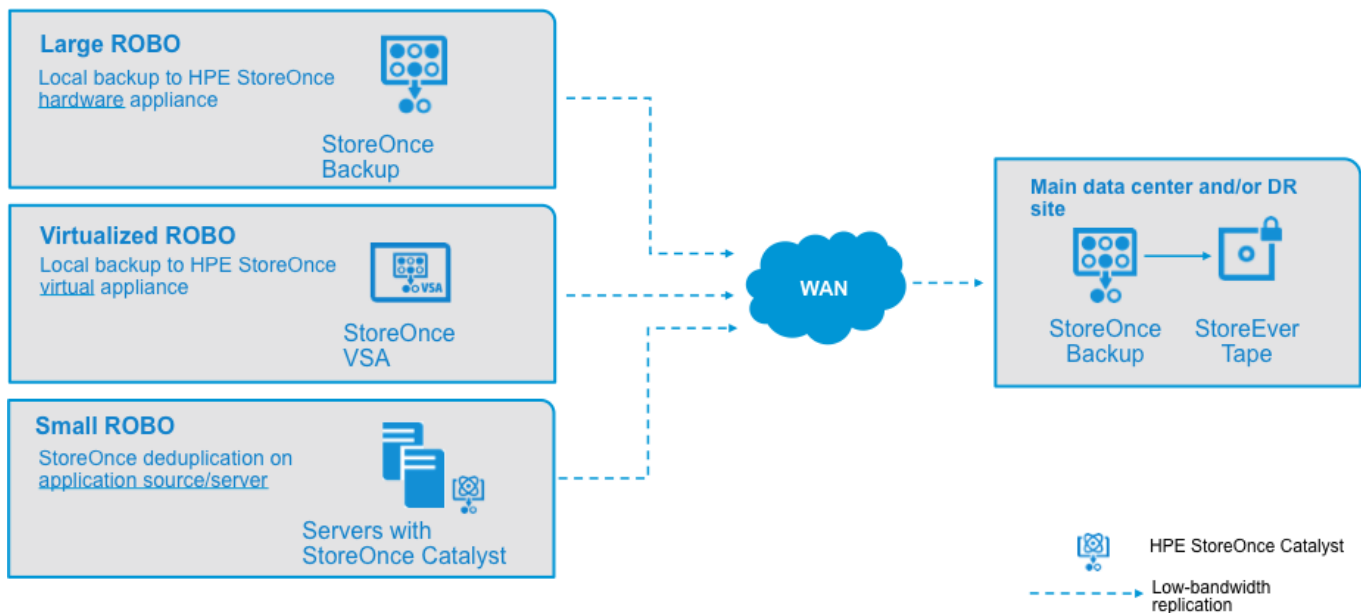 Large ROBO
Local backup to HPE StoreOnce
hardware appliance
StoreOnce
Backup
Virtualized ROBO
Local backup to HPE StoreOnce
virtual appliance
VSA
StoreOnce
VSA
Small ROBO
StoreOnce deduplication on
application source/server
Servers with
StoreOnce Catalyst
WAN
Main data center and/or DR
site
StoreOnce
Backup
StoreEver
Tape
HPE StoreOnce Catalyst
Low-bandwidth
replication